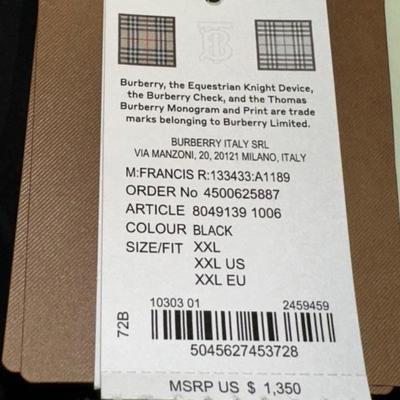 Burberry, the Equestrian Knight Device,
the Burberry Check, and the Thomas
Burberry Monogram and Print are trade
marks belonging to Burberry Limited.
BURBERRY ITALY SRL
VIA MANZONI, 20, 20121 MILANO, ITALY
M:FRANCIS R:133433:A1189
ORDER No 4500625887
ARTICLE 8049139 1006
COLOUR BLACK
SIZE/FIT XXL
XXL US
XXL EU
72B
10303 01 2459459
5045627453728
MSRP US $ 1,350